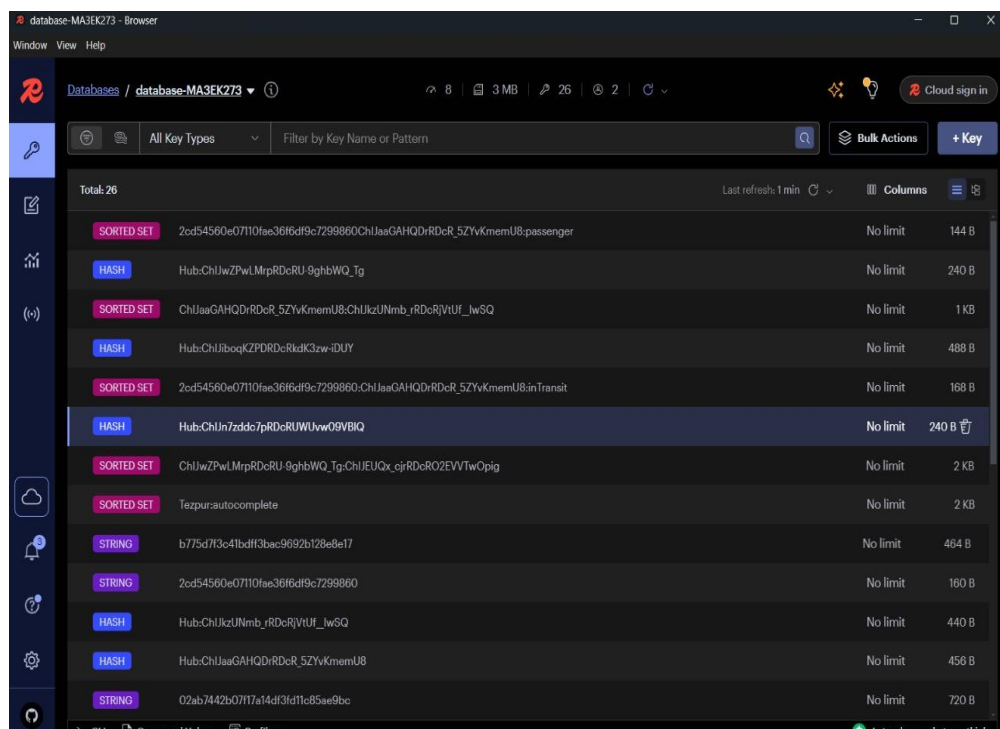 database-MA3EK273 - Browser
Window View Help
Databases / database-MA3EK273
8 3 MB 26 2
Cloud sign in
All Key Types
Filter by Key Name or Pattern
Bulk Actions
+ Key
Total: 26
Last refresh: 1 min
Columns
SORTED SET 2cd54560e07110fae36f6df9c7299860ChIJaaGAHQDrRDcR_5ZYvKmemU8:passenger No limit 144 B
HASH Hub:ChIJwZPwLMrpRDcRU-9ghbWQ_Tg No limit 240 B
SORTED SET ChIJaaGAHQDrRDcR_5ZYvKmemU8:ChIJkzUNmb_rRDcRjVtUf_IwSQ No limit 1 KB
HASH Hub:ChIJiboqKZPDRDcRkdK3zw-iDUY No limit 488 B
SORTED SET 2cd54560e07110fae36f6df9c7299860:ChIJaaGAHQDrRDcR_5ZYvKmemU8:inTransit No limit 168 B
HASH Hub:ChIJn7zddc7pRDcRUWUvw09VBIQ No limit 240 B
SORTED SET ChIJwZPwLMrpRDcRU-9ghbWQ_Tg:ChIJEUQx_cjrRDcRO2EVVTwOpig No limit 2 KB
SORTED SET Tezpur:autocomplete No limit 2 KB
STRING b775d7f3c41bdff3bac9692b128e8e17 No limit 464 B
3
STRING 2cd54560e07110fae36f6df9c7299860 No limit 160 B
HASH Hub:ChIJkzUNmb_rRDcRjVtUf_IwSQ No limit 440 B
HASH Hub:ChIJaaGAHQDrRDcR_5ZYvKmemU8 No limit 456 B
STRING 02ab7442b07f17a14df3fd11c85ae9bc No limit 720 B